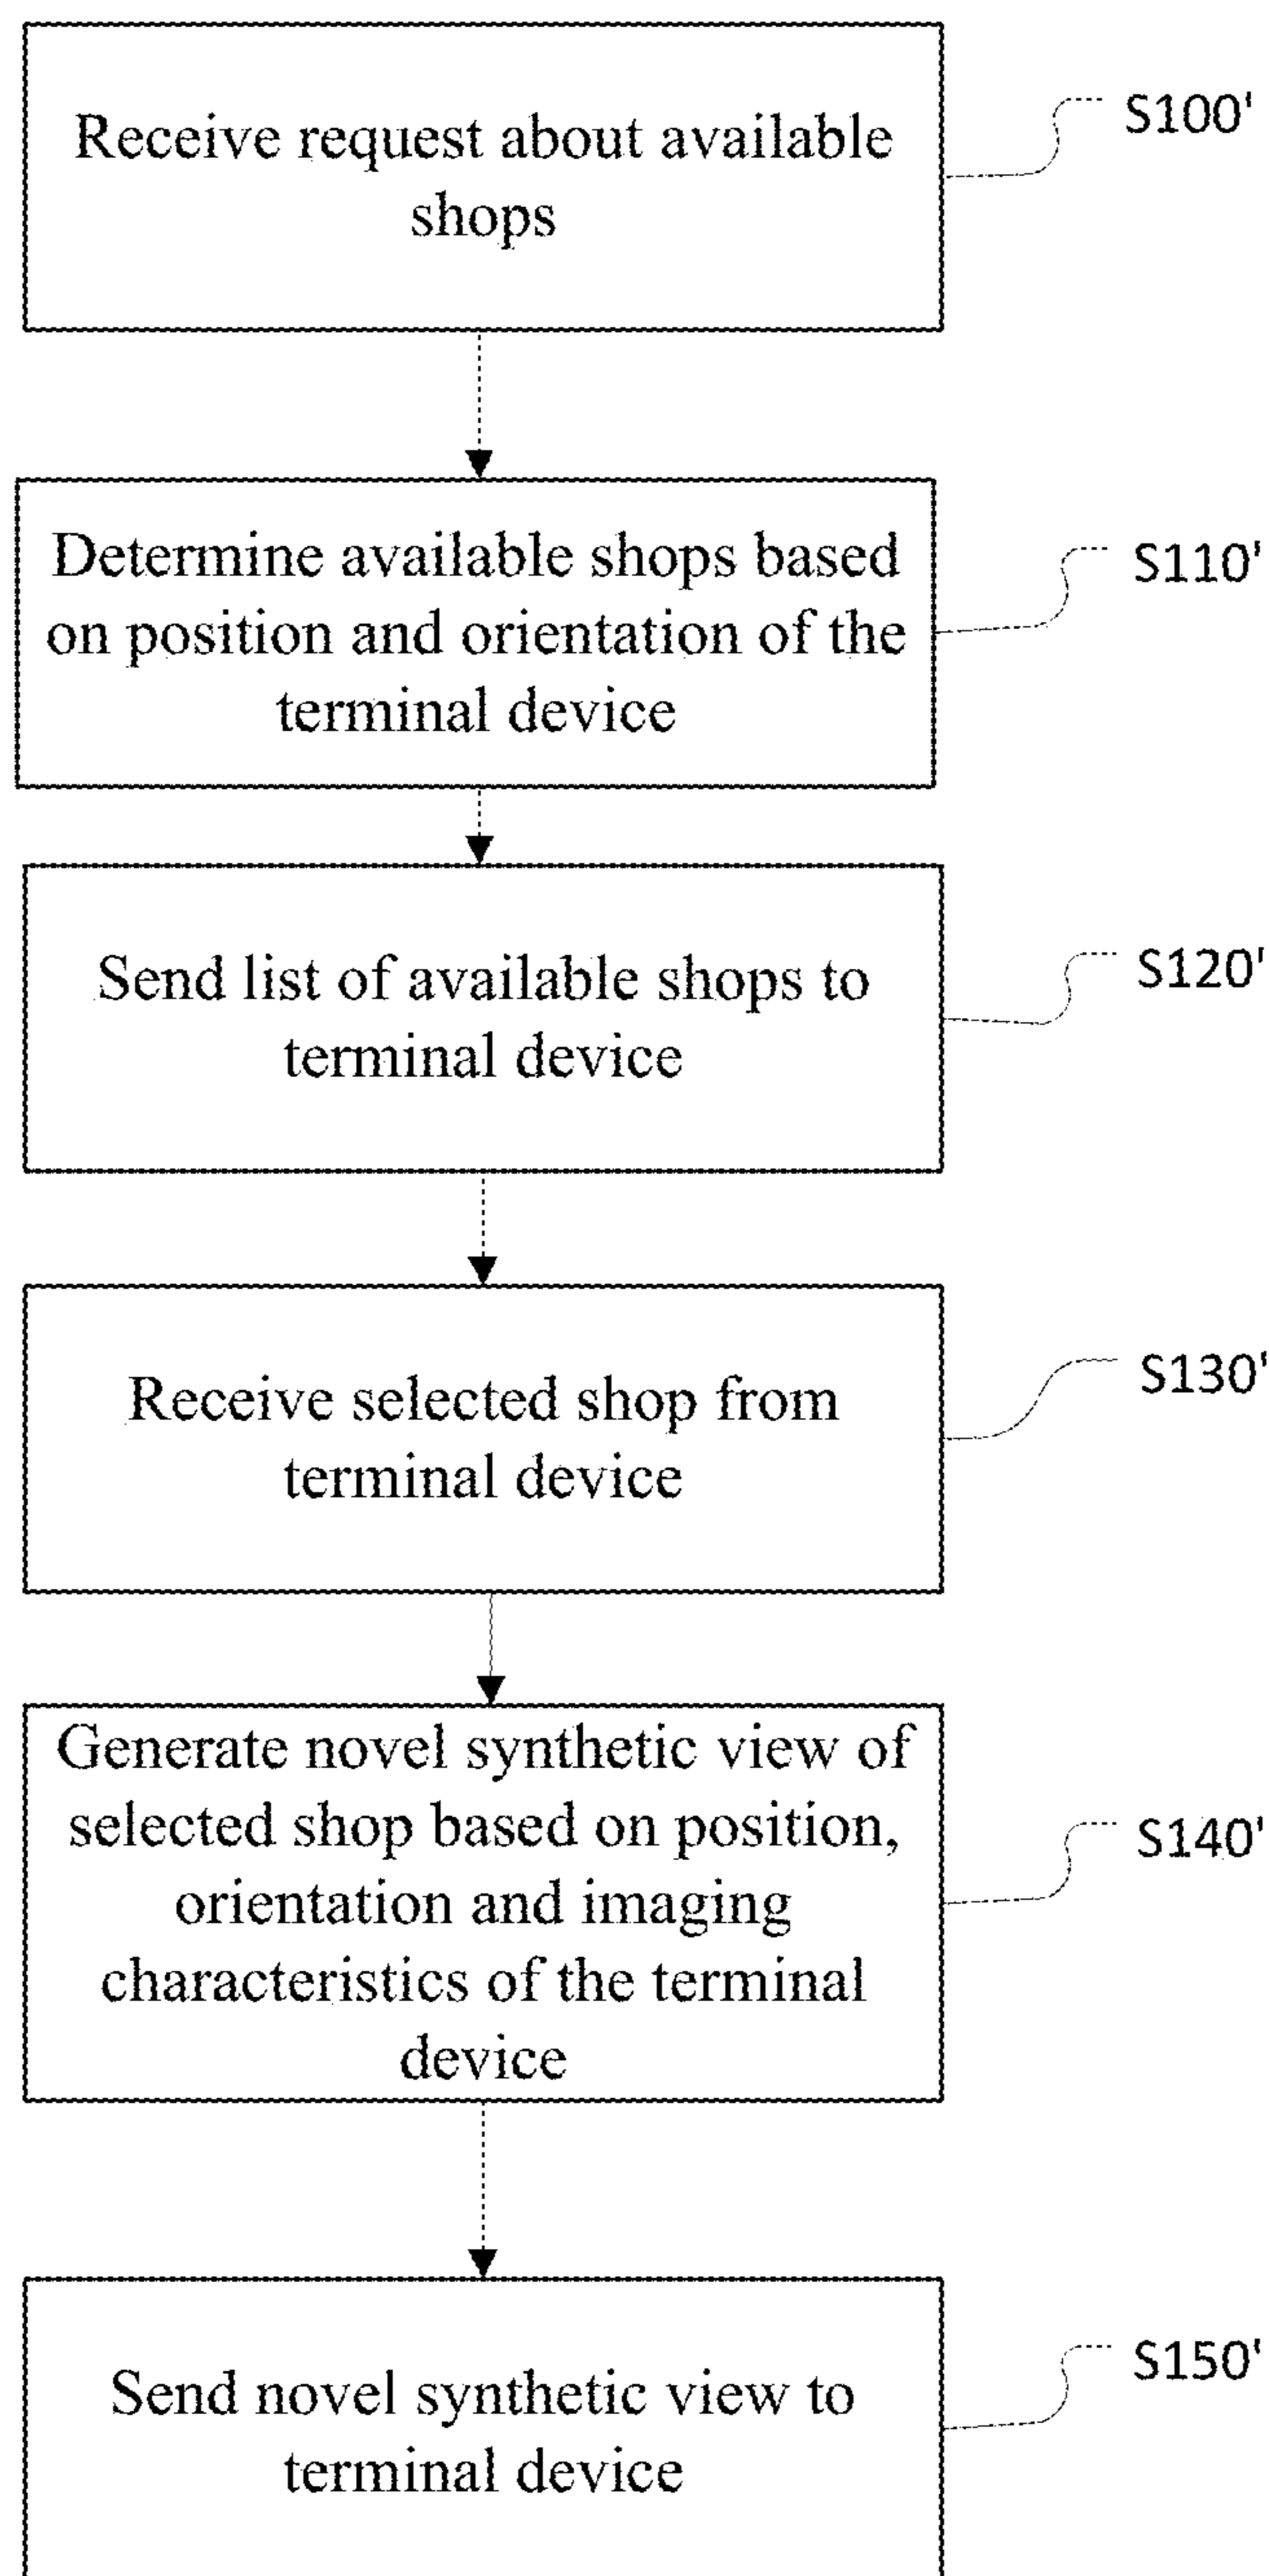 Receive request about available
shops
S100'
Determine available shops based
on position and orientation of the
terminal device
S110'
Send list of available shops to
terminal device
S120'
Receive selected shop from
terminal device
S130'
Generate novel synthetic view of
selected shop based on position,
orientation and imaging
characteristics of the terminal
device
S140'
Send novel synthetic view to
terminal device
S150'